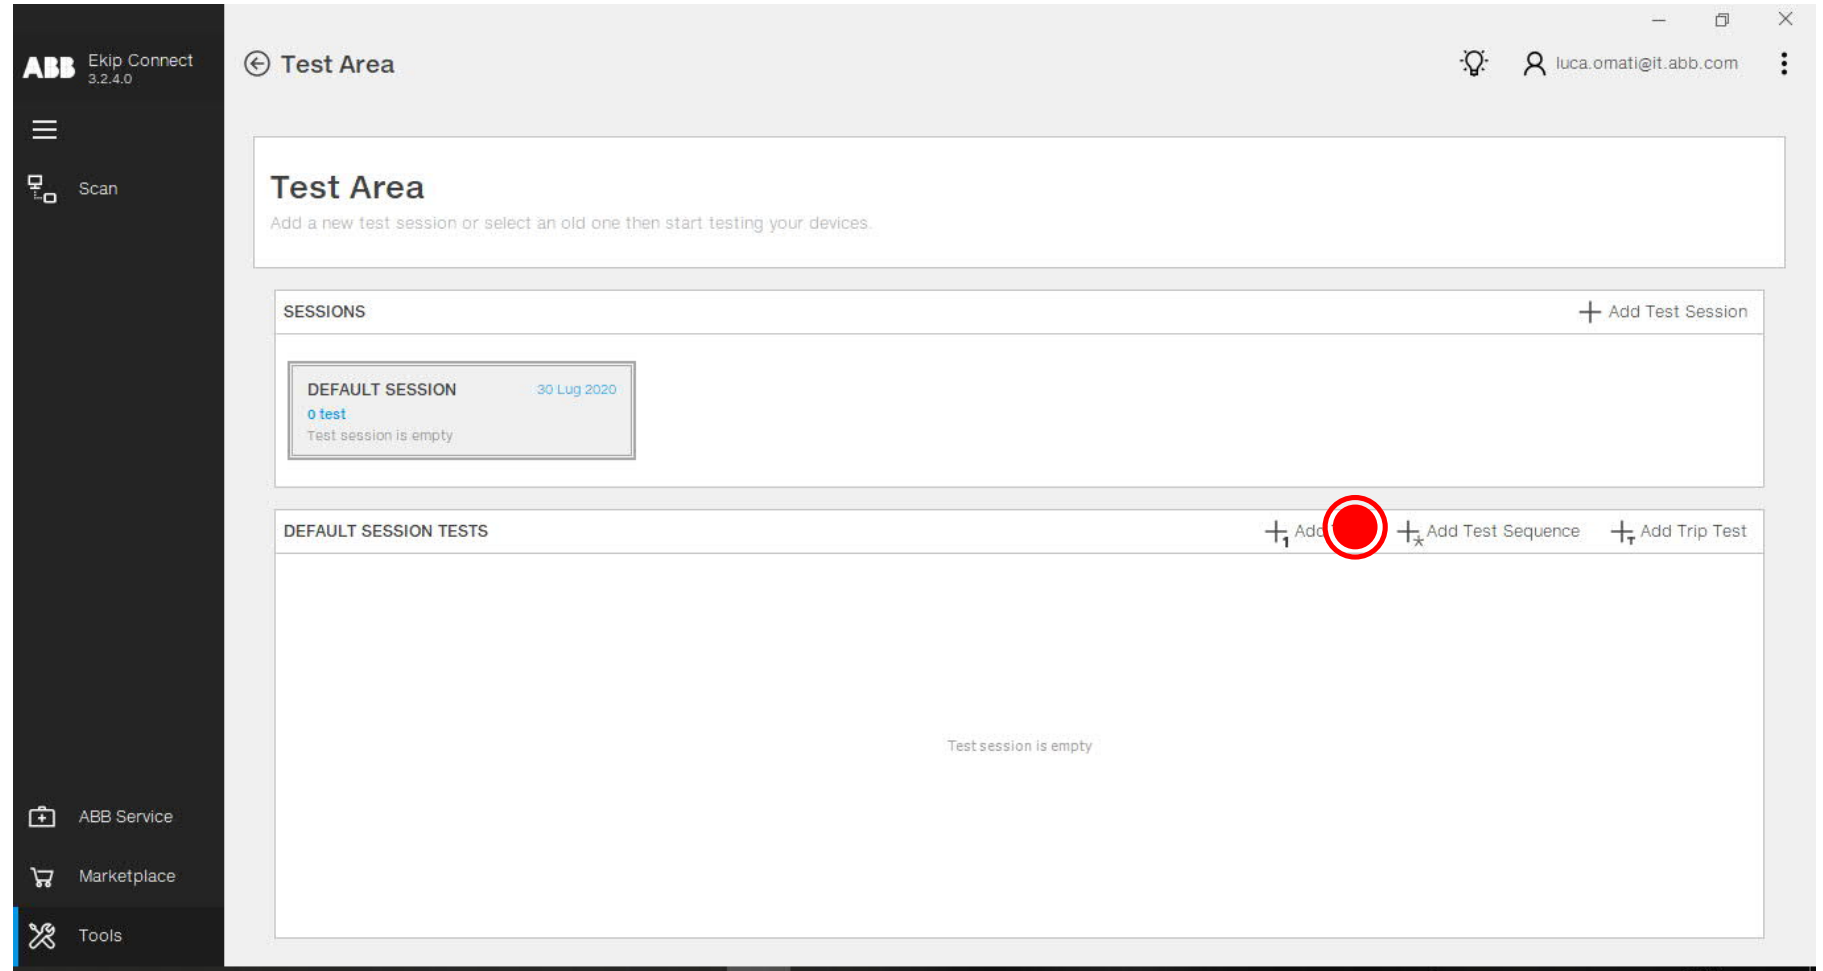 ABB Ekip Connect
3.2.4.0
Test Area
luca.omati@it.abb.com
Scan
Test Area
Add a new test session or select an old one then start testing your devices.
SESSIONS
Add Test Session
DEFAULT SESSION 30 Lug 2020
0 test
Test session is empty
DEFAULT SESSION TESTS
1 Add
Add Test Sequence
T Add Trip Test
Test session is empty
ABB Service
Marketplace
Tools